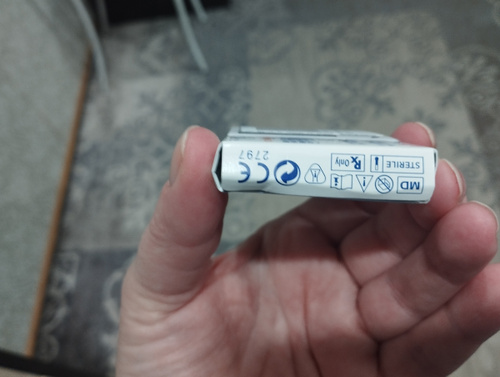 MD
STERILE
Rx Only
CE
2797